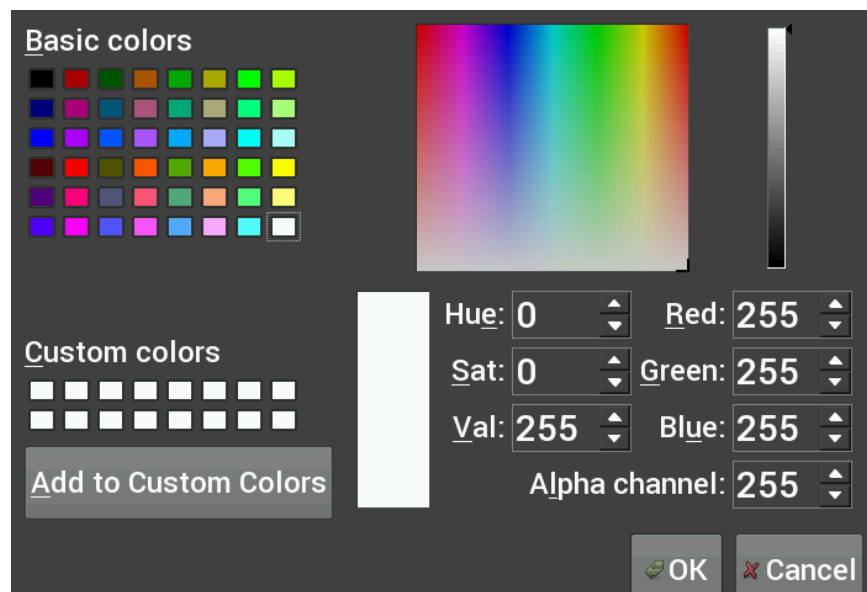 Basic colors
Custom colors
Add to Custom Colors
Hue: 0 Red: 255
Sat: 0 Green: 255
Val: 255 Blue: 255
Alpha channel: 255
OK Cancel